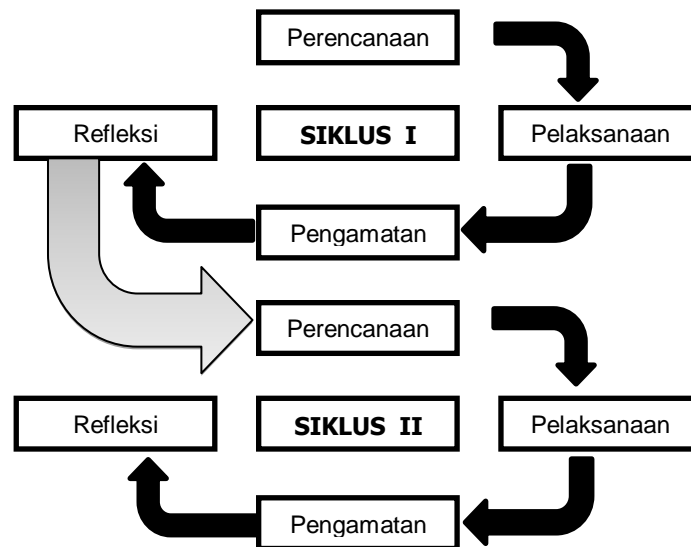 Perencanaan
Refleksi
SIKLUS I
Pelaksanaan
Pengamatan
Perencanaan
Refleksi
SIKLUS II
Pelaksanaan
Pengamatan